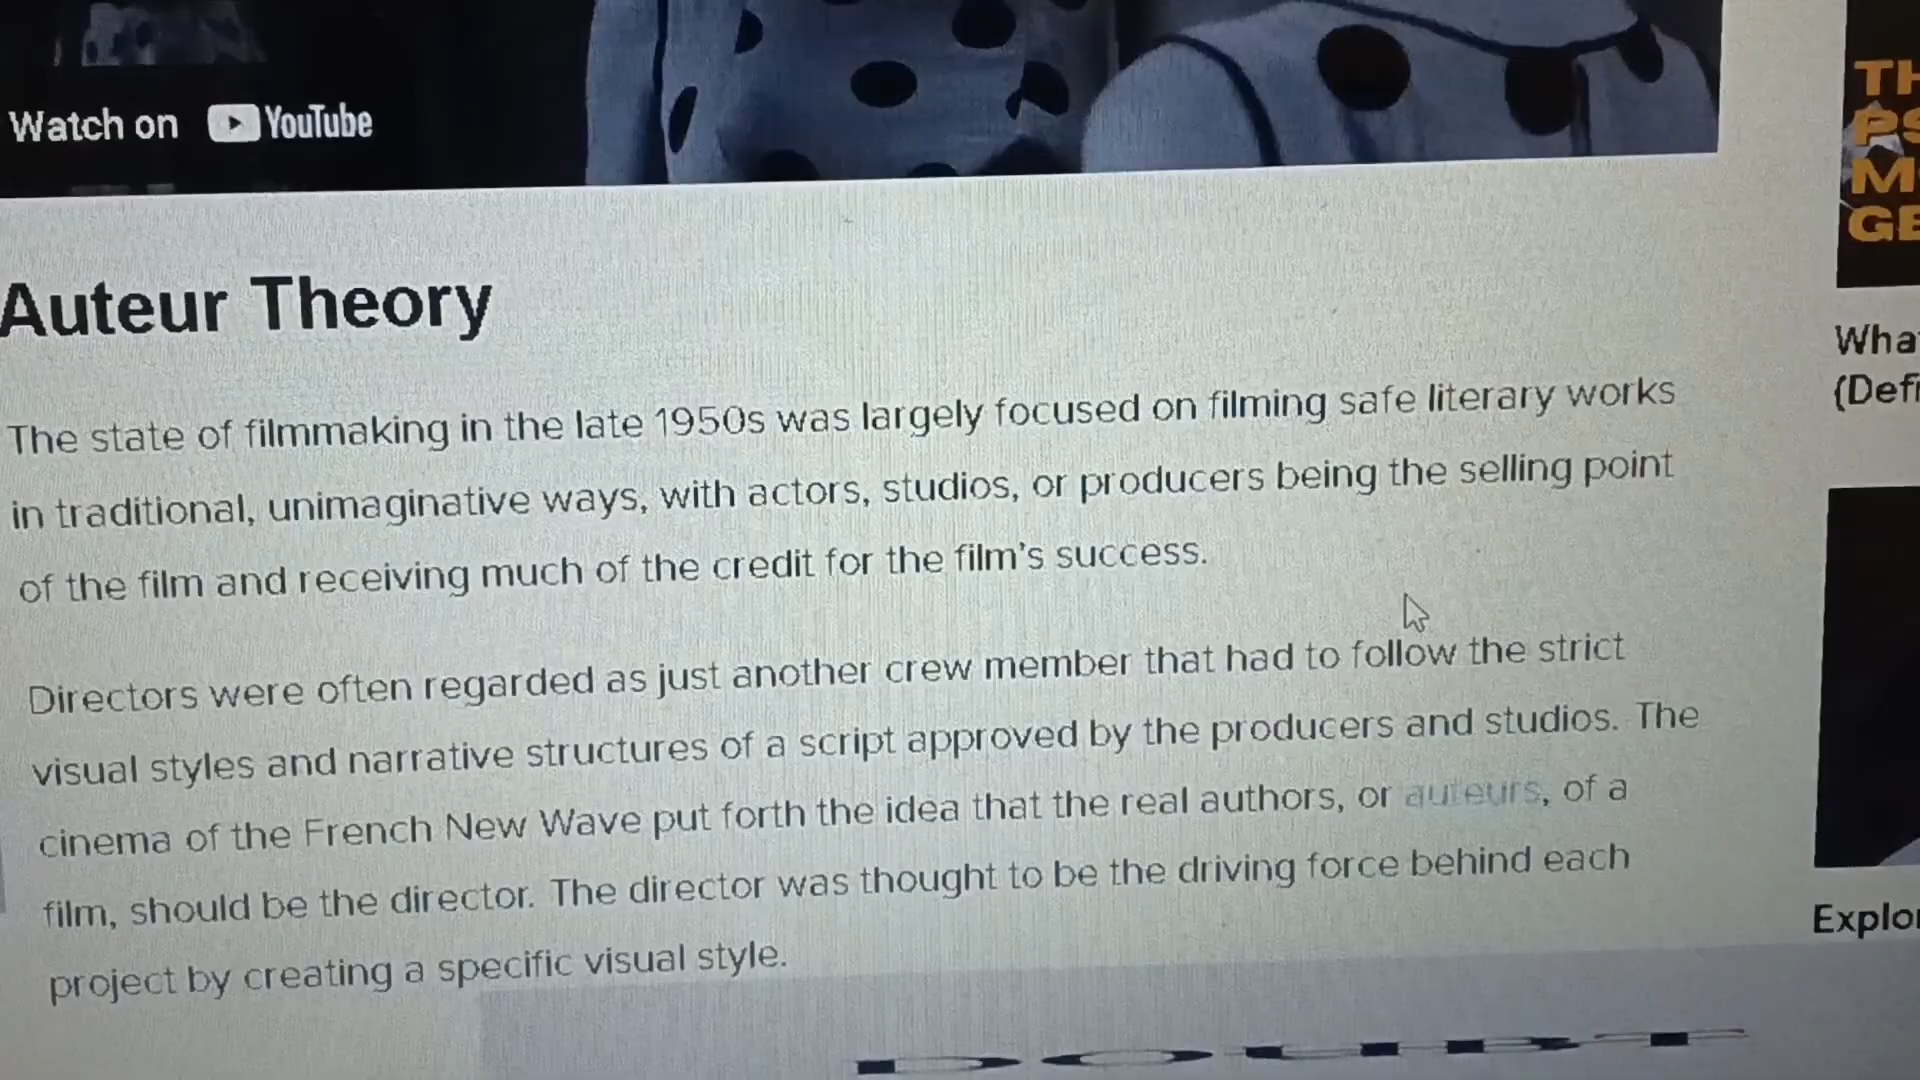 Watch on YouTube
Auteur Theory
The state of filmmaking in the late 1950s was largely focused on filming safe literary works
in traditional, unimaginative ways, with actors, studios, or producers being the selling point
of the film and receiving much of the credit for the film's success.
Directors were often regarded as just another crew member that had to follow the strict
visual styles and narrative structures of a script approved by the producers and studios. The
cinema of the French New Wave put forth the idea that the real authors, or auteurs, of a
film, should be the director. The director was thought to be the driving force behind each
project by creating a specific visual style.
TH
PS
M
GE
What
(Defi
Explor